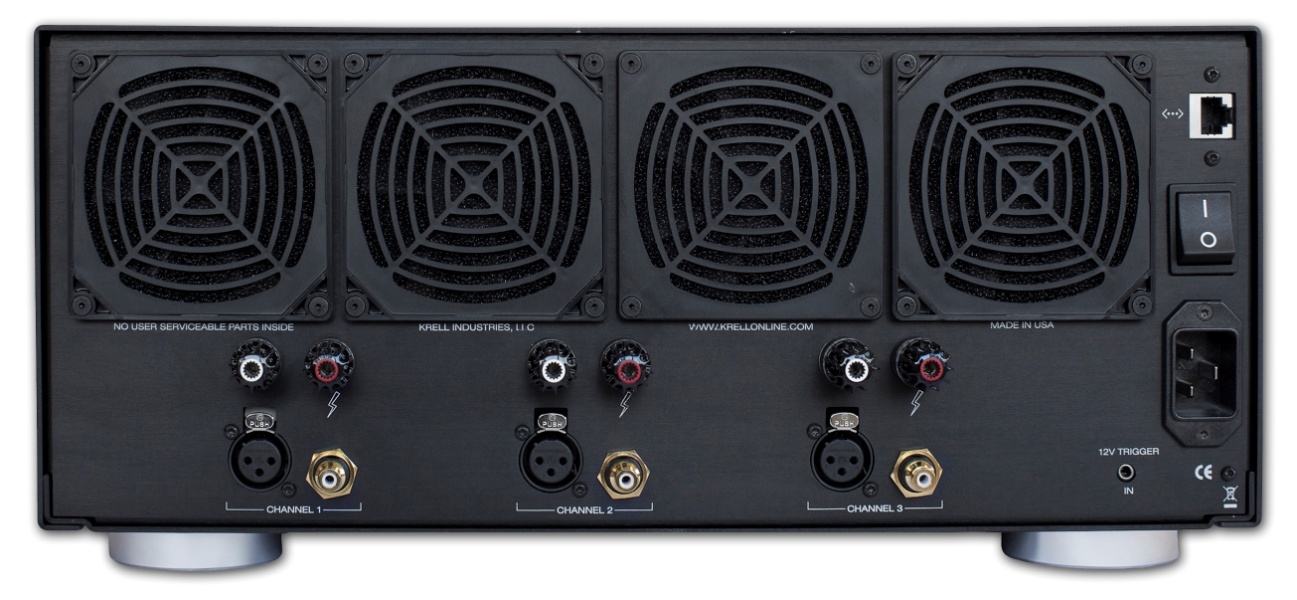 NO USER SERVICEABLE PARTS INSIDE
KRELL INDUSTRIES, LLC
WWW.KRELLONLINE.COM
MADE IN USA
I
O
PUSH
PUSH
PUSH
CHANNEL 1
CHANNEL 2
CHANNEL 3
12V TRIGGER
IN
CE